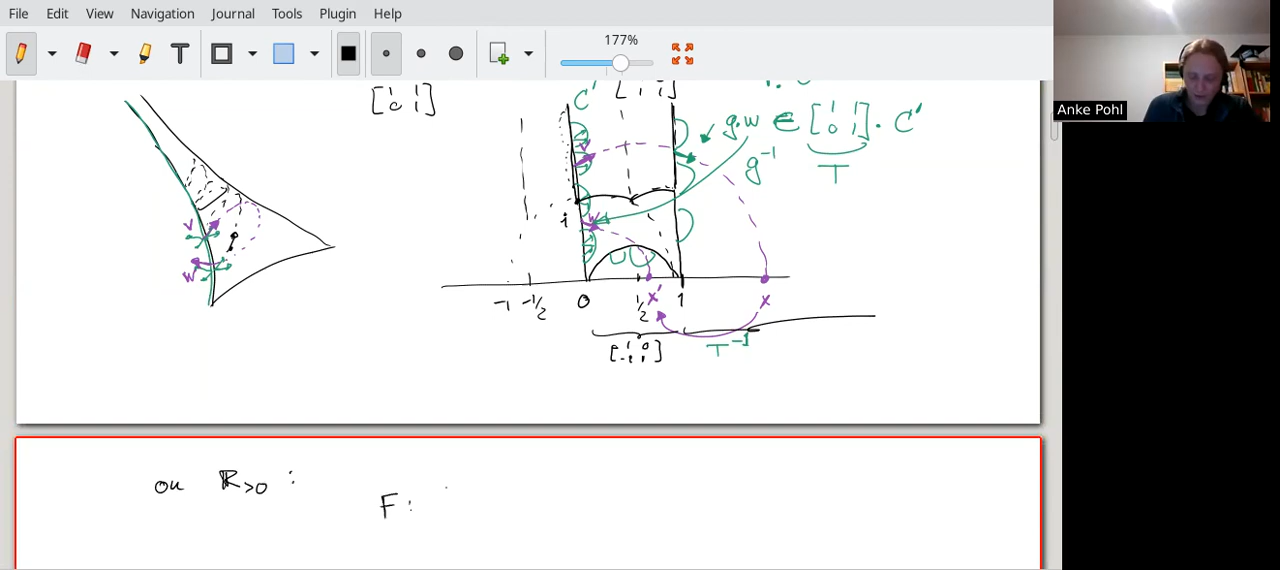 File Edit View Navigation Journal Tools Plugin Help
T
177%
Anke Pohl
C'
[1 1
0 1]
g.w ∈ [1 1
0 1] · C'
T
g⁻¹
v
v
w
w
i
-1 -1/2 0 1/2 x' 1 x
T⁻¹
on ℝ>0 :
F :